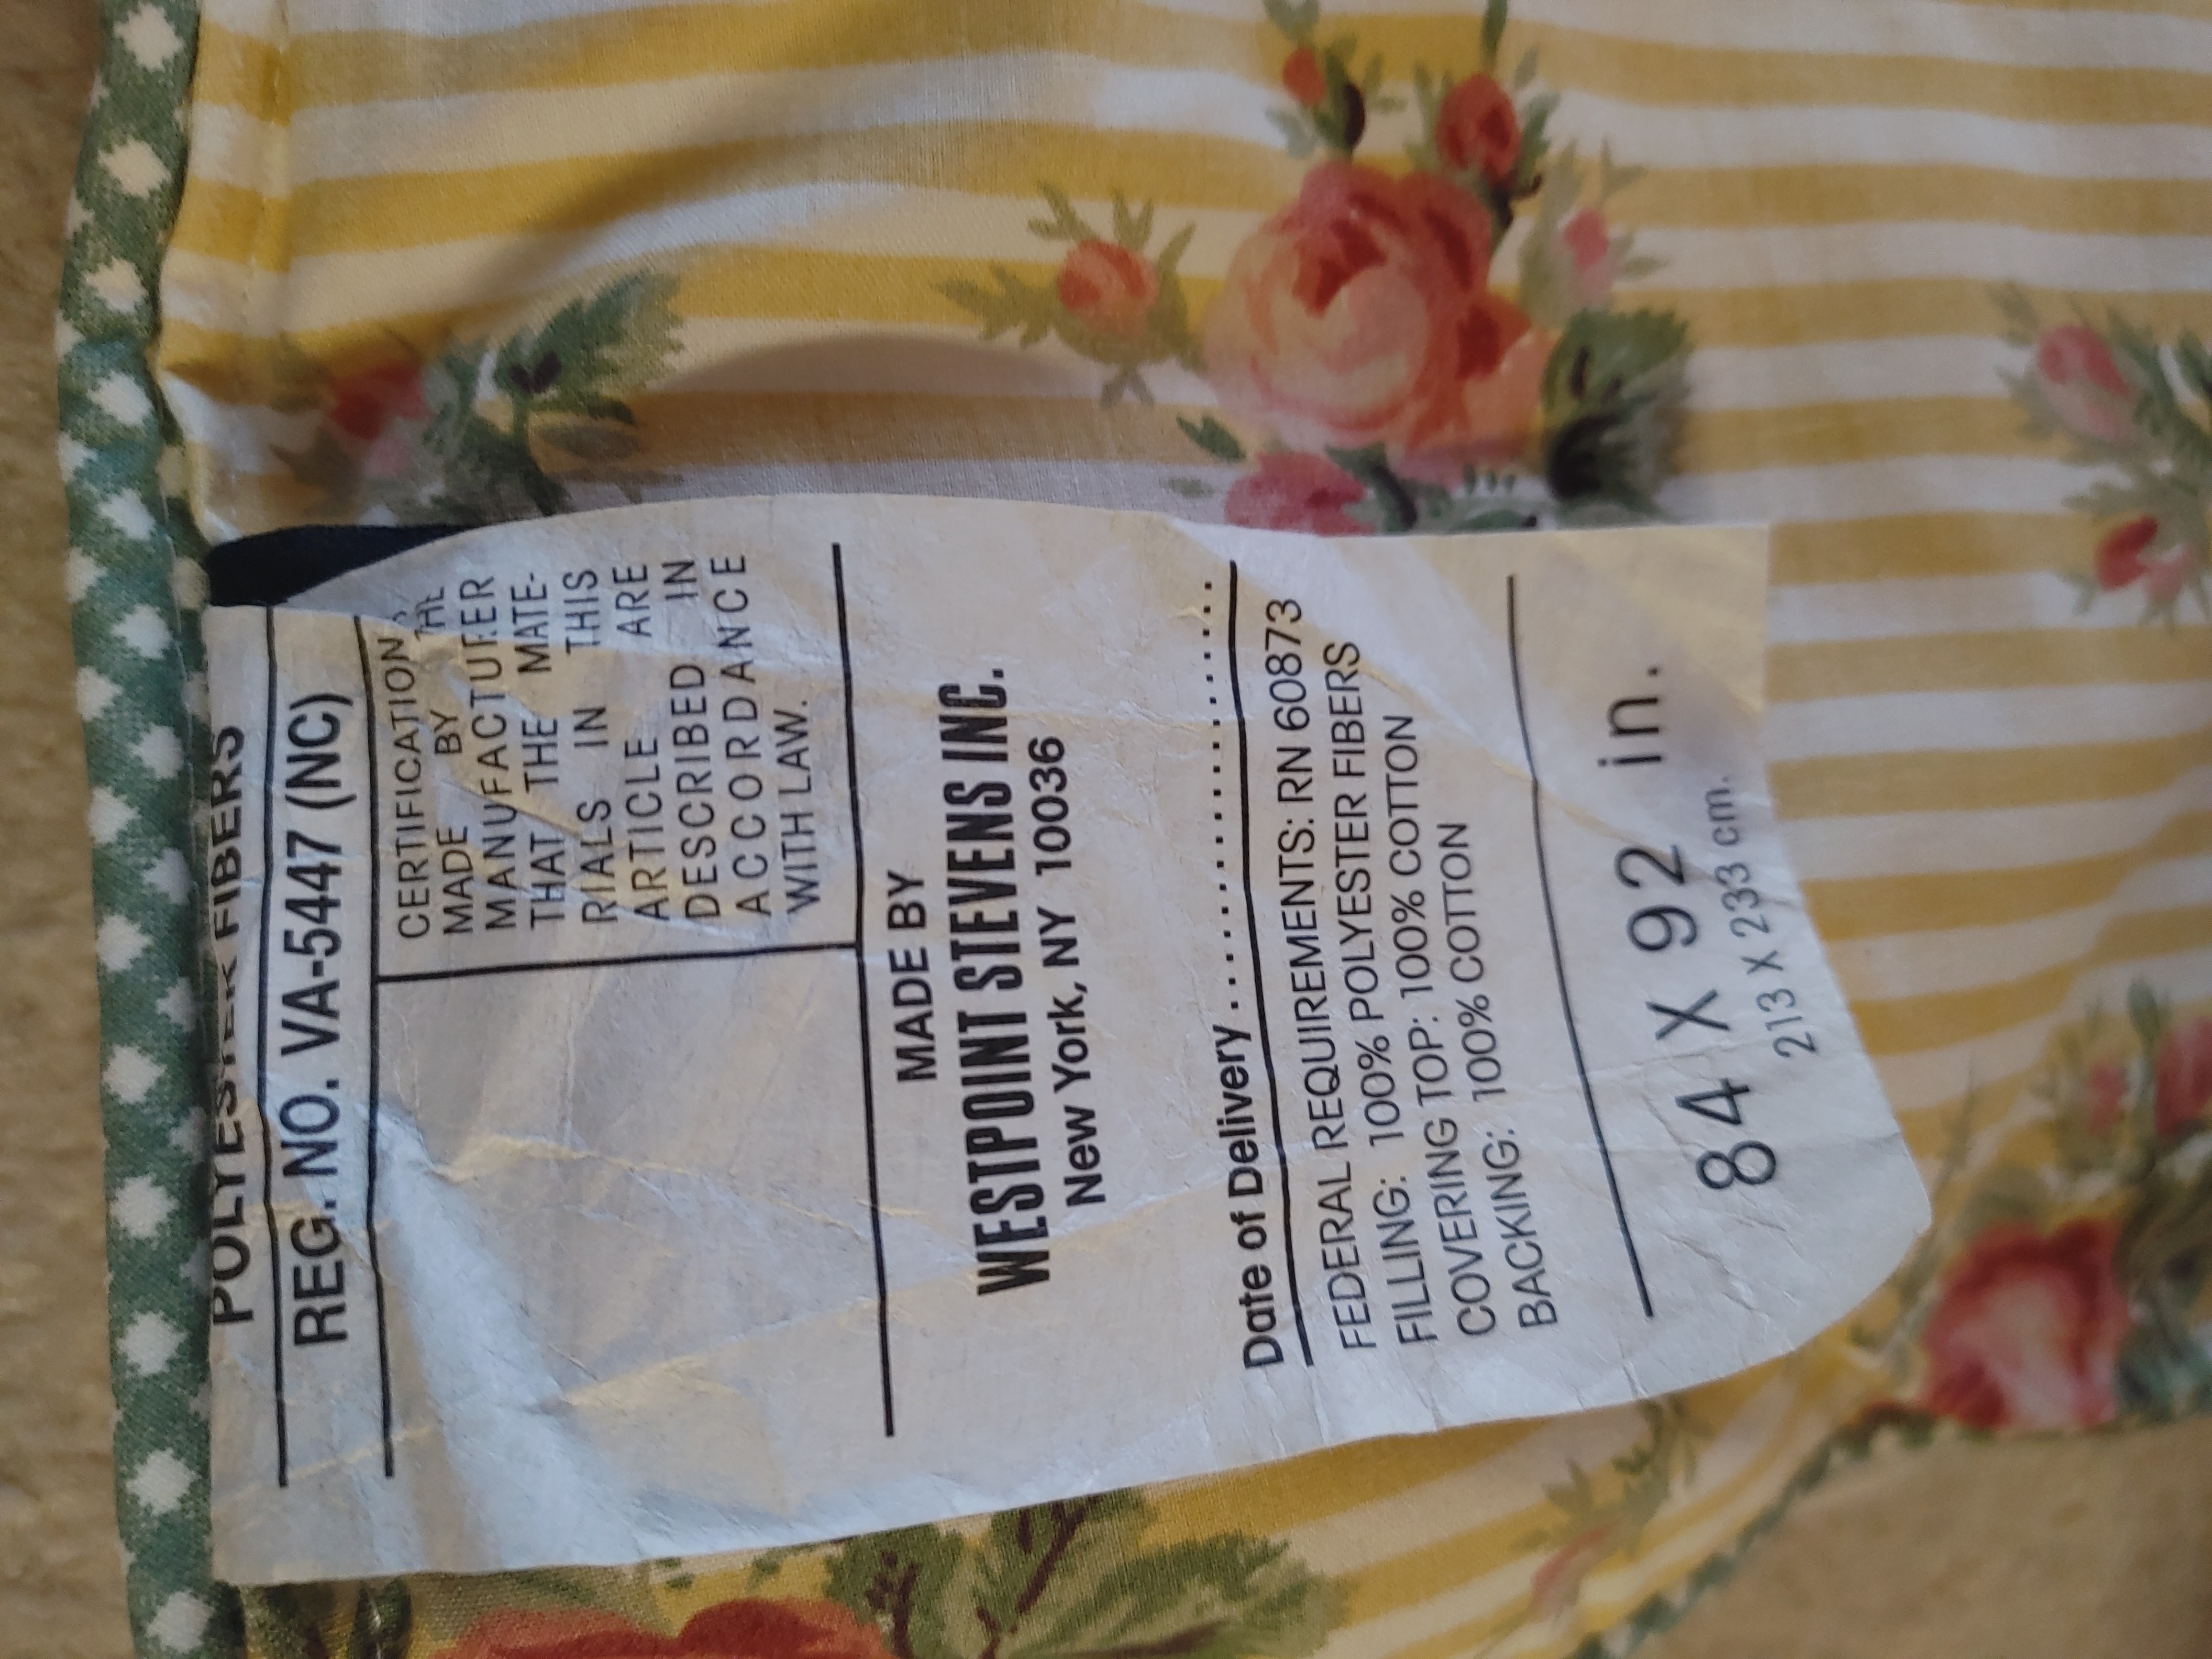 POLYESTER FIBERS
REG. NO. VA-5447 (NC)
CERTIFICATION
MADE BY THE
MANUFACTURER
THAT THE MATE-
RIALS IN THIS
ARTICLE ARE
DESCRIBED IN
ACCORDANCE
WITH LAW.
MADE BY
WESTPOINT STEVENS INC.
New York, NY 10036
Date of Delivery ..............................
FEDERAL REQUIREMENTS: RN 60873
FILLING: 100% POLYESTER FIBERS
COVERING TOP: 100% COTTON
BACKING: 100% COTTON
84 X 92 in.
213 X 233 cm.